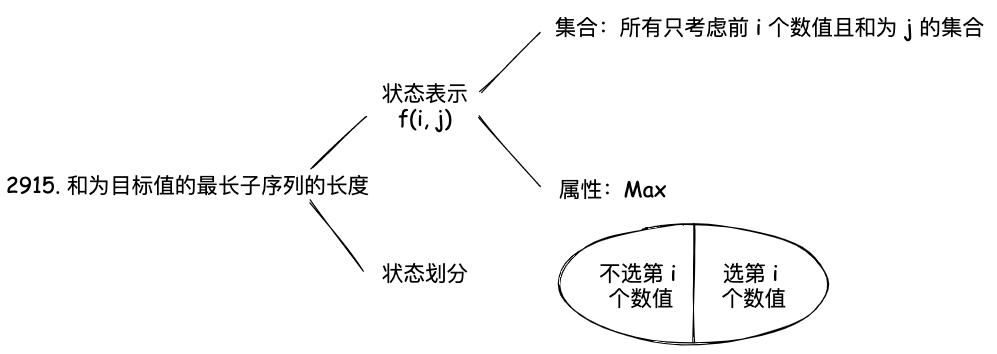 集合：所有只考虑前 i 个数值且和为 j 的集合
状态表示
f(i, j)
2915. 和为目标值的最长子序列的长度
属性：Max
状态划分
不选第 i
个数值
选第 i
个数值